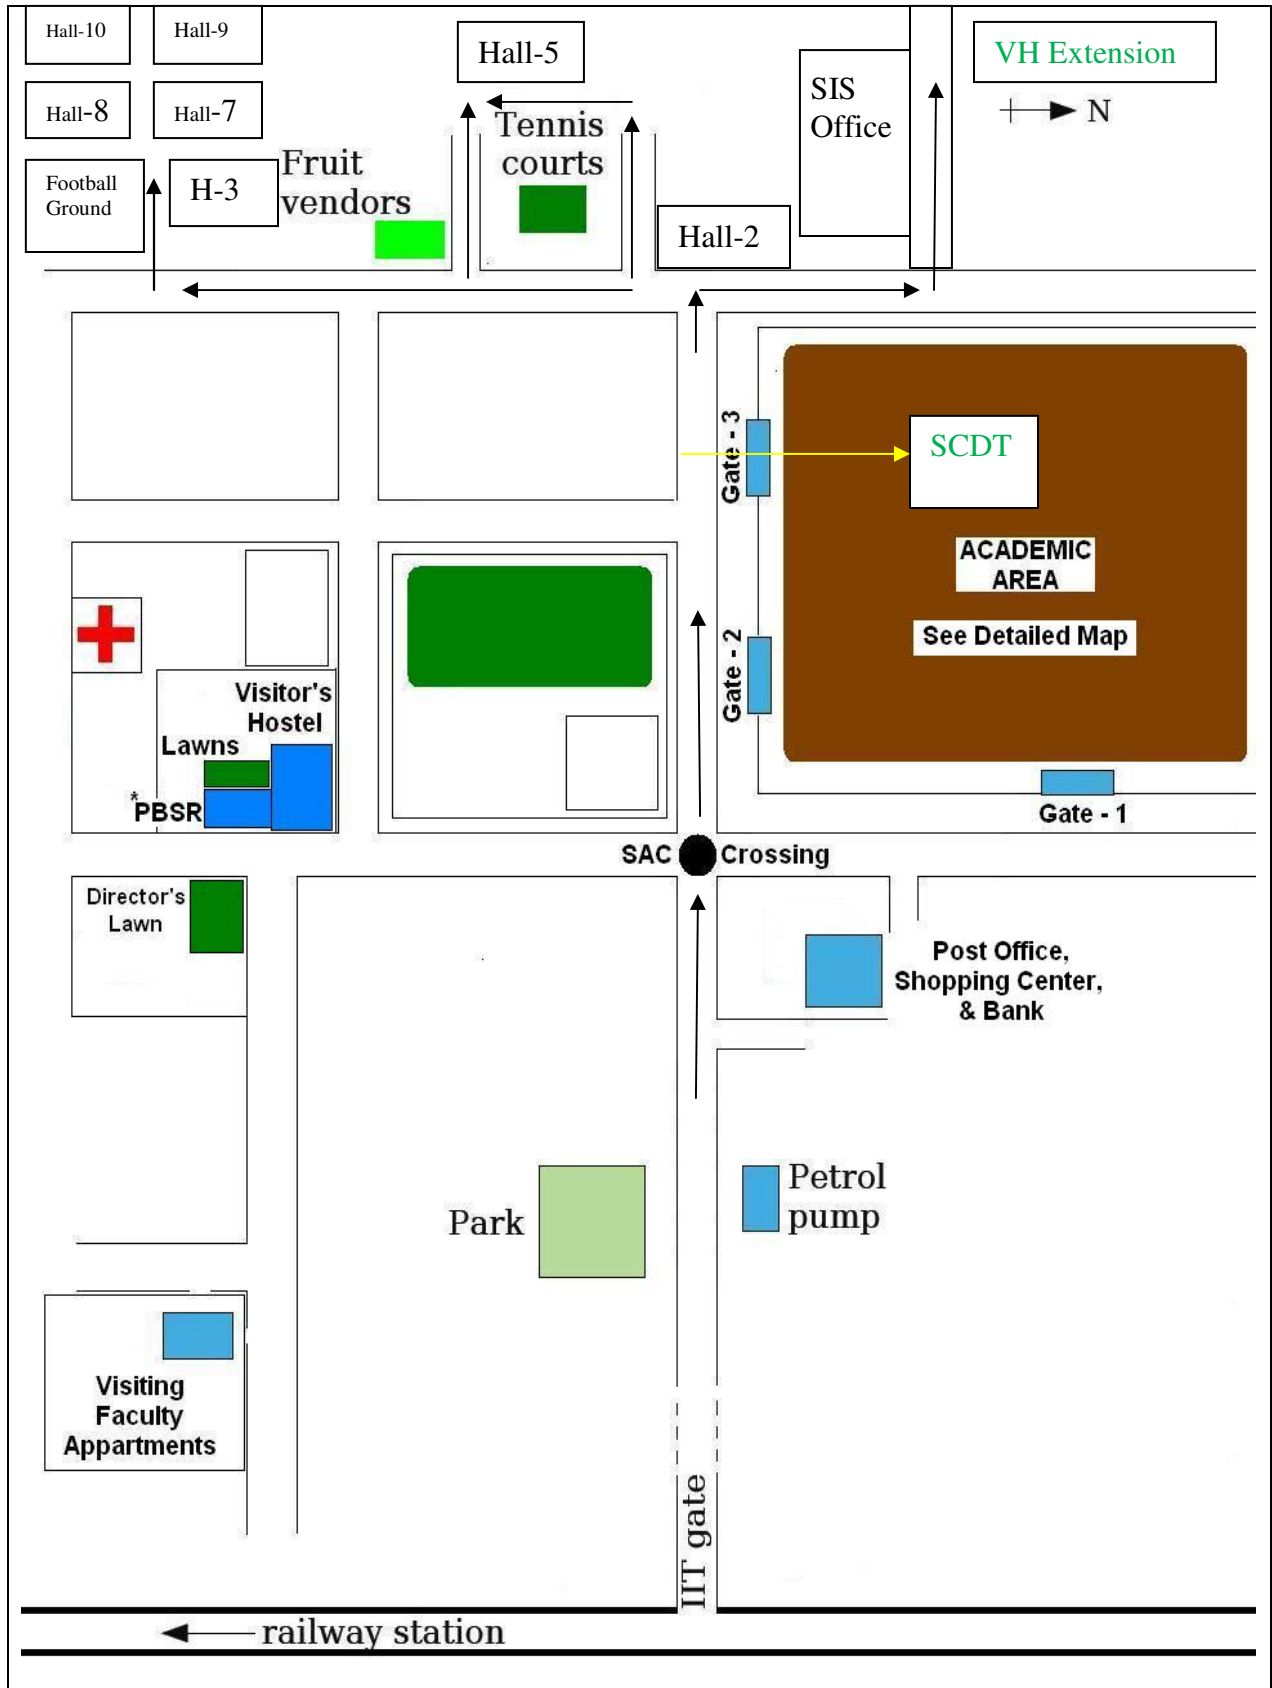 Hall-10
Hall-9
Hall-5
VH Extension
SIS
Office
N
Hall-8
Hall-7
Tennis
courts
Football
Ground
H-3
Fruit
vendors
Hall-2
Gate - 3
SCDT
ACADEMIC
AREA
See Detailed Map
Gate - 2
Visitor's
Hostel
Lawns
*PBSR
Gate - 1
SAC Crossing
Director's
Lawn
Post Office,
Shopping Center,
& Bank
Park
Petrol
pump
Visiting
Faculty
Appartments
IIT gate
railway station